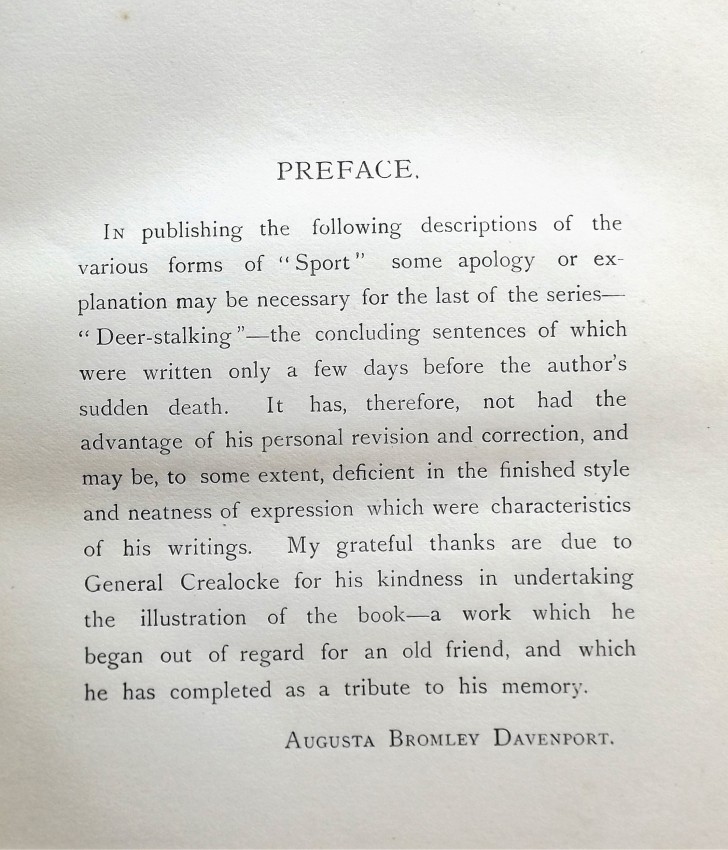 PREFACE.
IN publishing the following descriptions of the
various forms of “Sport” some apology or ex-
planation may be necessary for the last of the series—
“Deer-stalking”—the concluding sentences of which
were written only a few days before the author’s
sudden death. It has, therefore, not had the
advantage of his personal revision and correction, and
may be, to some extent, deficient in the finished style
and neatness of expression which were characteristics
of his writings. My grateful thanks are due to
General Crealocke for his kindness in undertaking
the illustration of the book—a work which he
began out of regard for an old friend, and which
he has completed as a tribute to his memory.
AUGUSTA BROMLEY DAVENPORT.